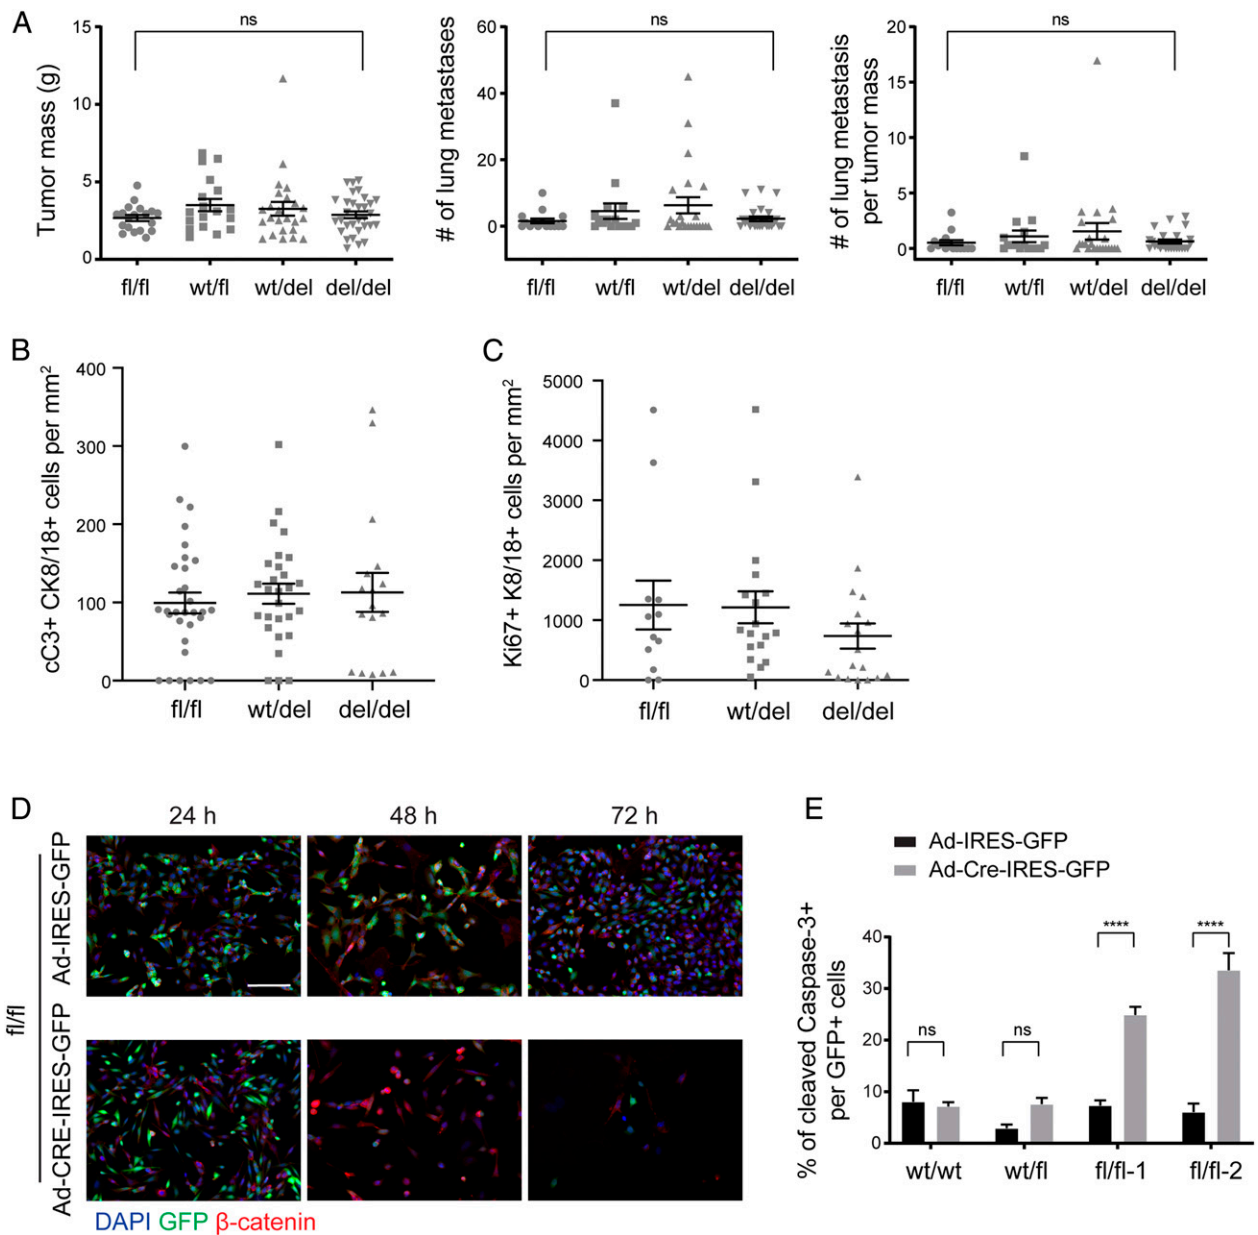 A
Tumor mass (g)
15
10
5
0
ns
fl/fl wt/fl wt/del del/del
# of lung metastases
60
40
20
0
ns
fl/fl wt/fl wt/del del/del
# of lung metastasis
per tumor mass
20
15
10
5
0
ns
fl/fl wt/fl wt/del del/del
B
cC3+ CK8/18+ cells per mm²
400
300
200
100
0
fl/fl wt/del del/del
C
Ki67+ K8/18+ cells per mm²
5000
4000
3000
2000
1000
0
fl/fl wt/del del/del
D
24 h 48 h 72 h
fl/fl
Ad-IRES-GFP
Ad-CRE-IRES-GFP
DAPI GFP β-catenin
E
Ad-IRES-GFP
Ad-Cre-IRES-GFP
% of cleaved Caspase-3+
per GFP+ cells
40
30
20
10
0
ns ns **** ****
wt/wt wt/fl fl/fl-1 fl/fl-2